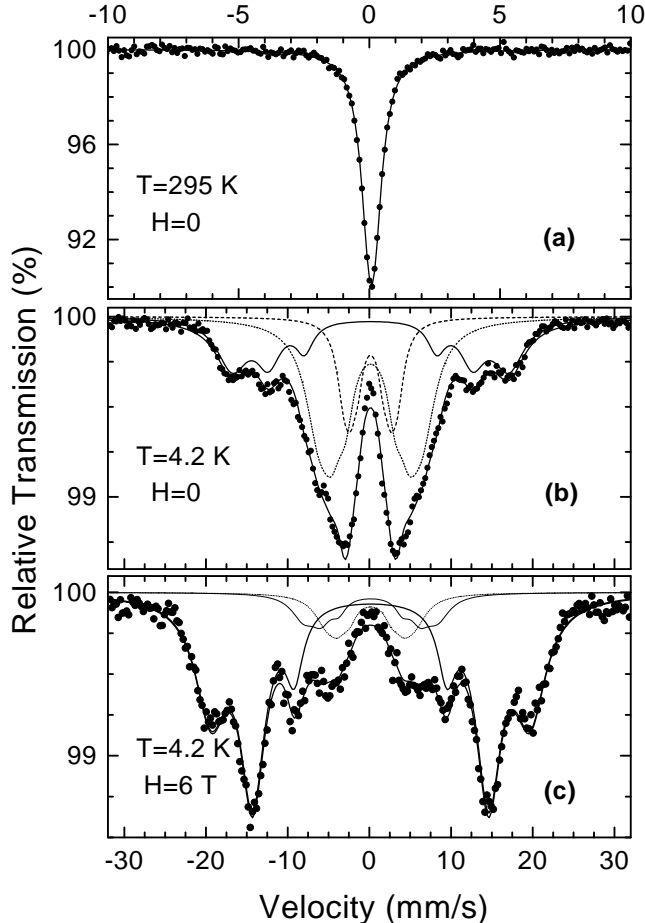 -10 -5 0 5 10
100
96
92
T=295 K
H=0
(a)
100
99
T=4.2 K
H=0
(b)
100
99
T=4.2 K
H=6 T
(c)
-30 -20 -10 0 10 20 30
Velocity (mm/s)
Relative Transmission (%)